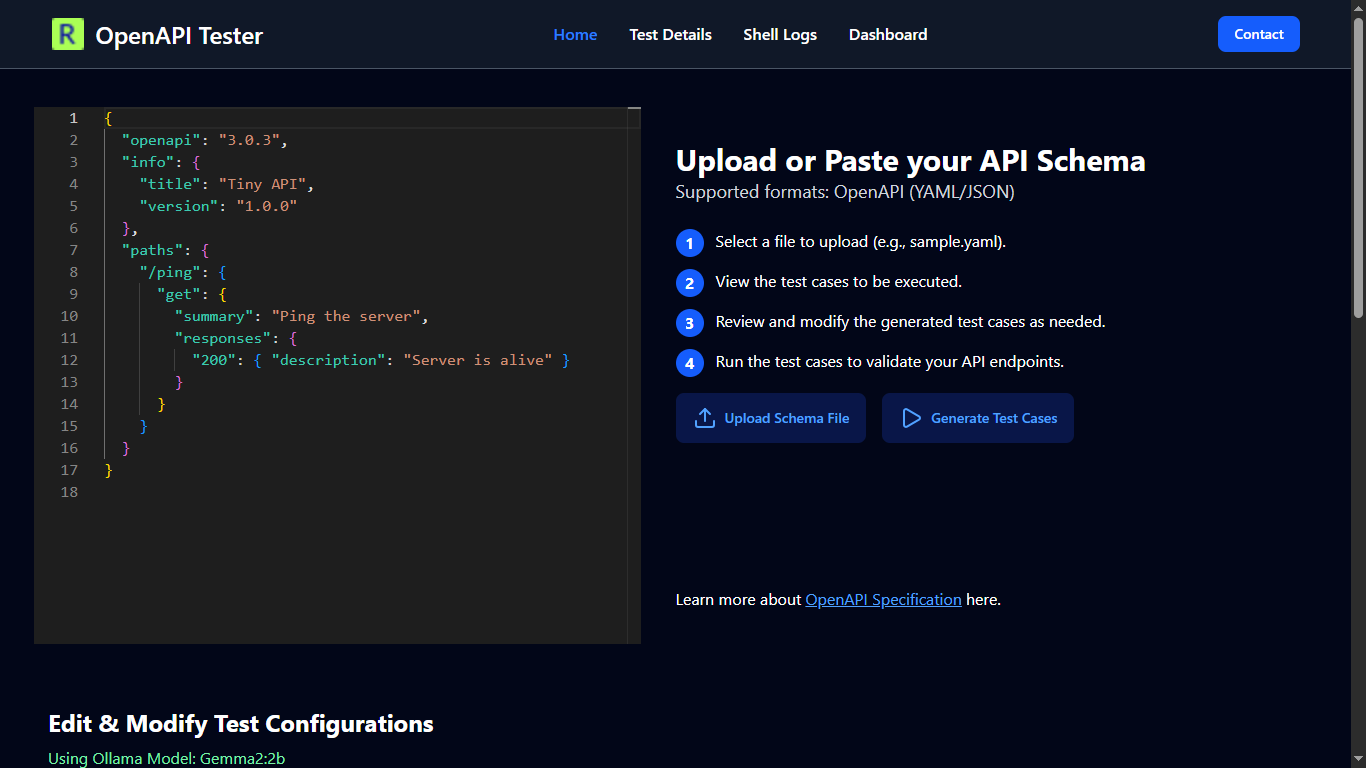 R OpenAPI Tester Home Test Details Shell Logs Dashboard Contact
1 {
2 "openapi": "3.0.3",
3 "info": {
4 "title": "Tiny API",
5 "version": "1.0.0"
6 },
7 "paths": {
8 "/ping": {
9 "get": {
10 "summary": "Ping the server",
11 "responses": {
12 "200": { "description": "Server is alive" }
13 }
14 }
15 }
16 }
17 }
18
Upload or Paste your API Schema
Supported formats: OpenAPI (YAML/JSON)
1 Select a file to upload (e.g., sample.yaml).
2 View the test cases to be executed.
3 Review and modify the generated test cases as needed.
4 Run the test cases to validate your API endpoints.
Upload Schema File Generate Test Cases
Learn more about OpenAPI Specification here.
Edit & Modify Test Configurations
Using Ollama Model: Gemma2:2b